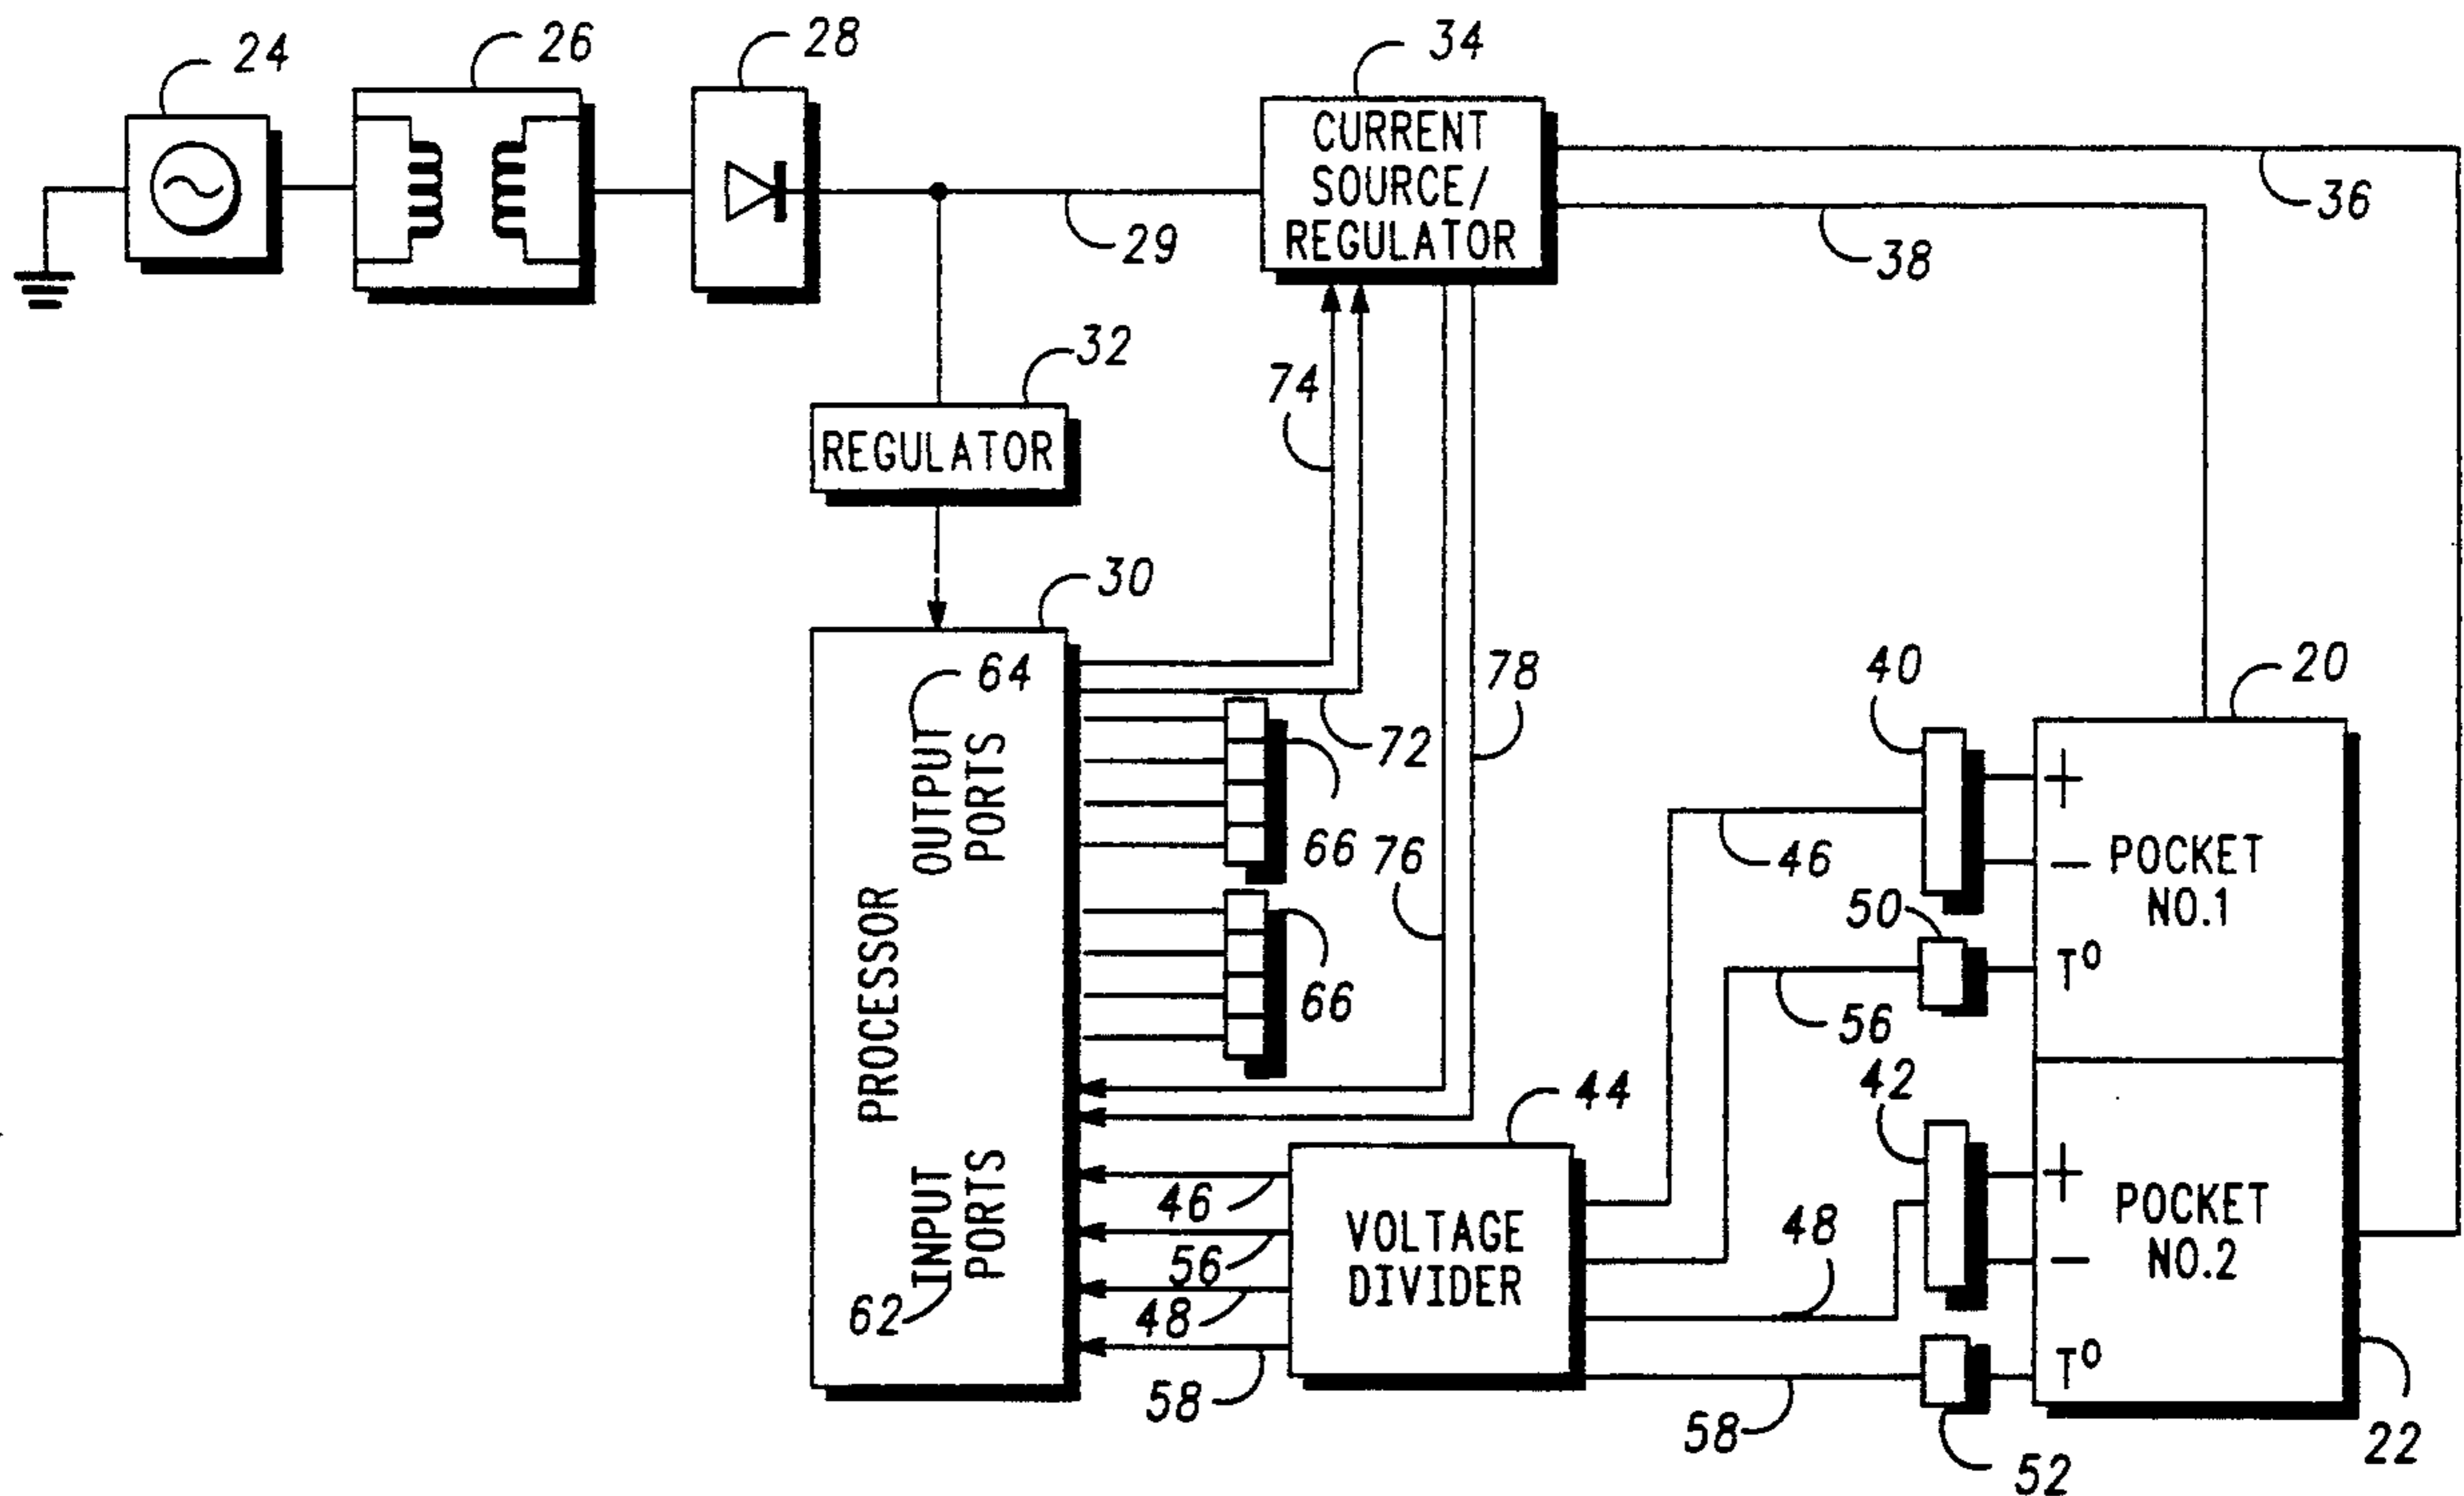 24
26
28
34
CURRENT
SOURCE/
REGULATOR
36
29
38
32
74
REGULATOR
30
64
78
40
20
72
OUTPUT
PORTS
+
66
76
46
−
POCKET
NO.1
50
PROCESSOR
T°
66
56
42
44
+
46
POCKET
NO.2
VOLTAGE
DIVIDER
48
−
INPUT
PORTS
56
62
48
T°
58
58
22
52